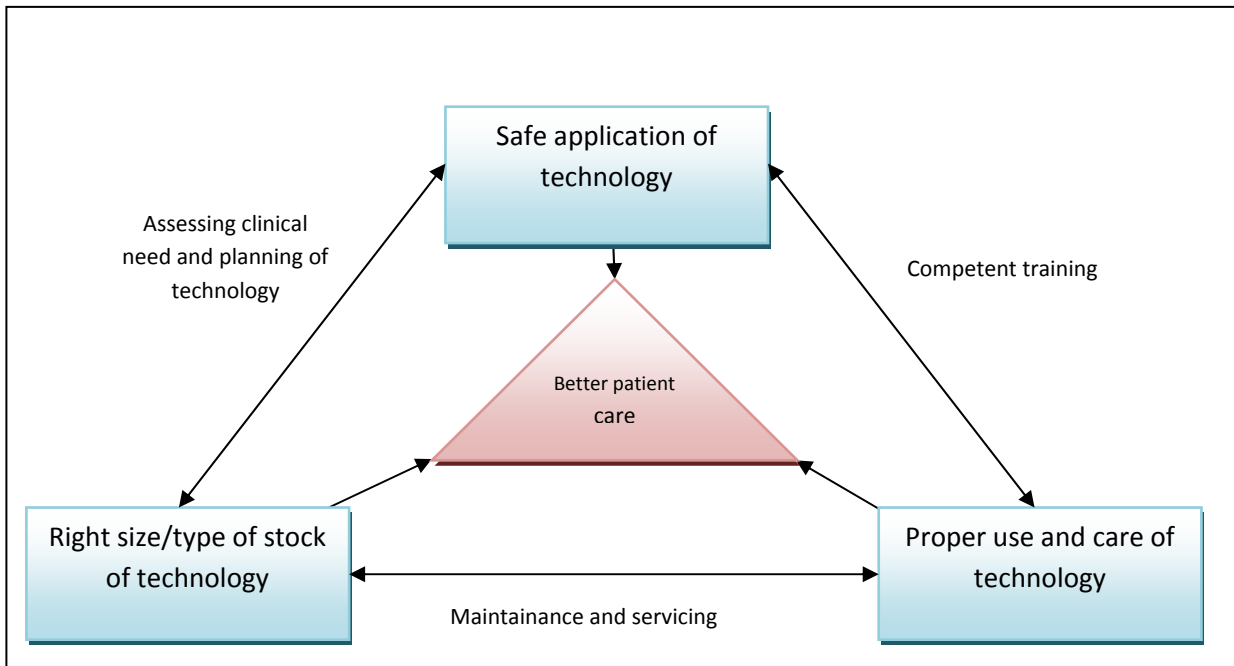 Safe application of
technology
Assessing clinical
need and planning of
technology
Competent training
Better patient
care
Right size/type of stock
of technology
Proper use and care of
technology
Maintainance and servicing